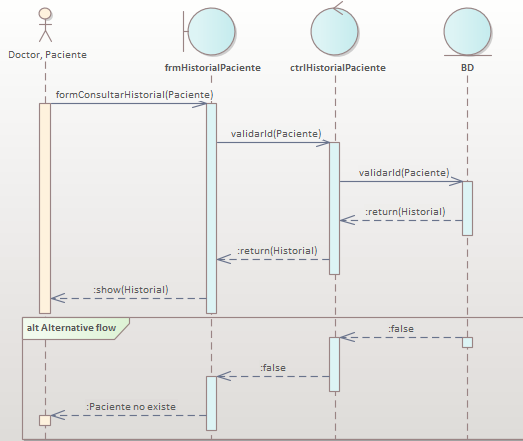 Doctor, Paciente
frmHistorialPaciente
ctrlHistorialPaciente
BD
formConsultarHistorial(Paciente)
validarId(Paciente)
validarId(Paciente)
:return(Historial)
:return(Historial)
:show(Historial)
alt Alternative flow
:false
:false
:Paciente no existe